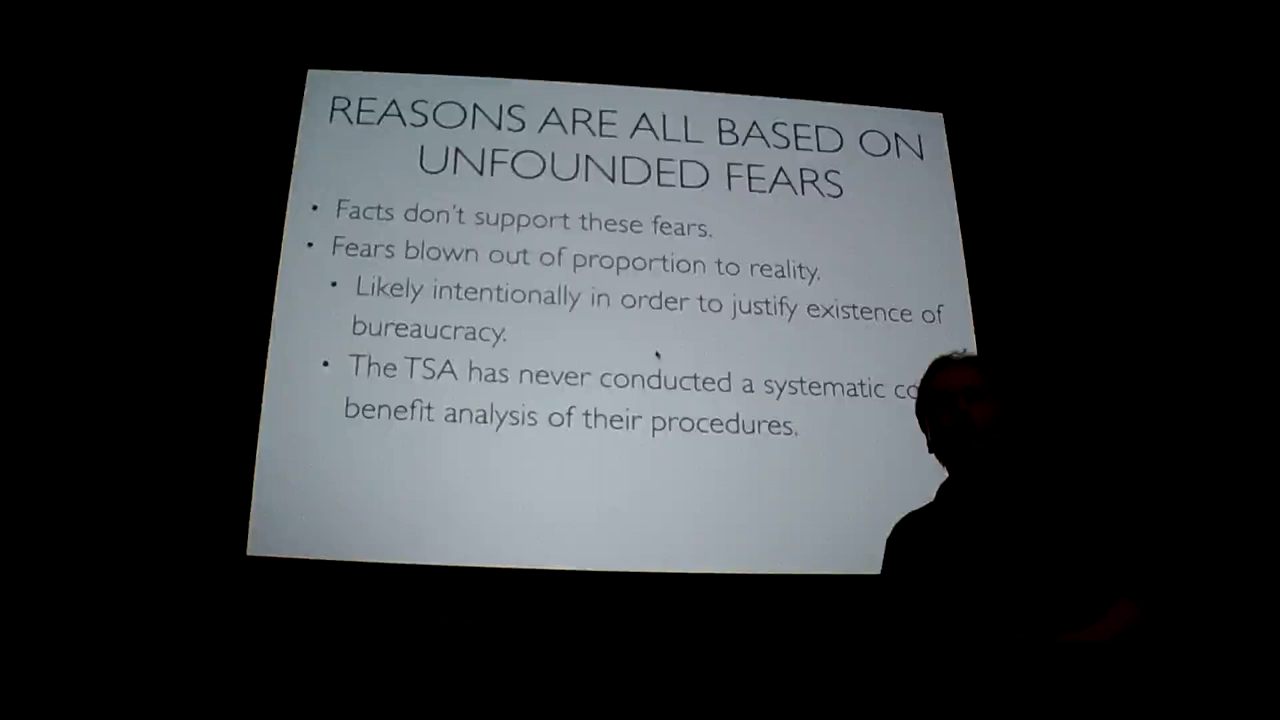 REASONS ARE ALL BASED ON
UNFOUNDED FEARS
• Facts don't support these fears.
• Fears blown out of proportion to reality.
• Likely intentionally in order to justify existence of
bureaucracy.
• The TSA has never conducted a systematic
benefit analysis of their procedures.